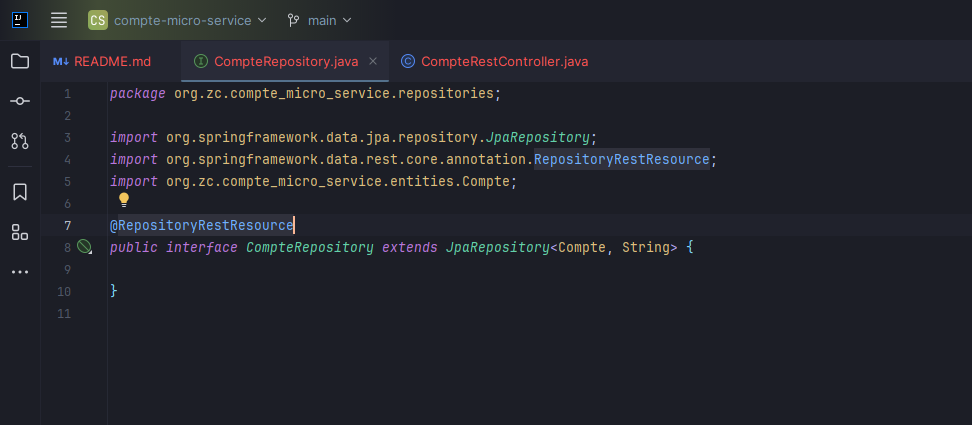 IJ
CS compte-micro-service main
M↓ README.md CompteRepository.java CompteRestController.java
1 package org.zc.compte_micro_service.repositories;
2
3 import org.springframework.data.jpa.repository.JpaRepository;
4 import org.springframework.data.rest.core.annotation.RepositoryRestResource;
5 import org.zc.compte_micro_service.entities.Compte;
6
7 @RepositoryRestResource
8 public interface CompteRepository extends JpaRepository<Compte, String> {
9
10 }
11